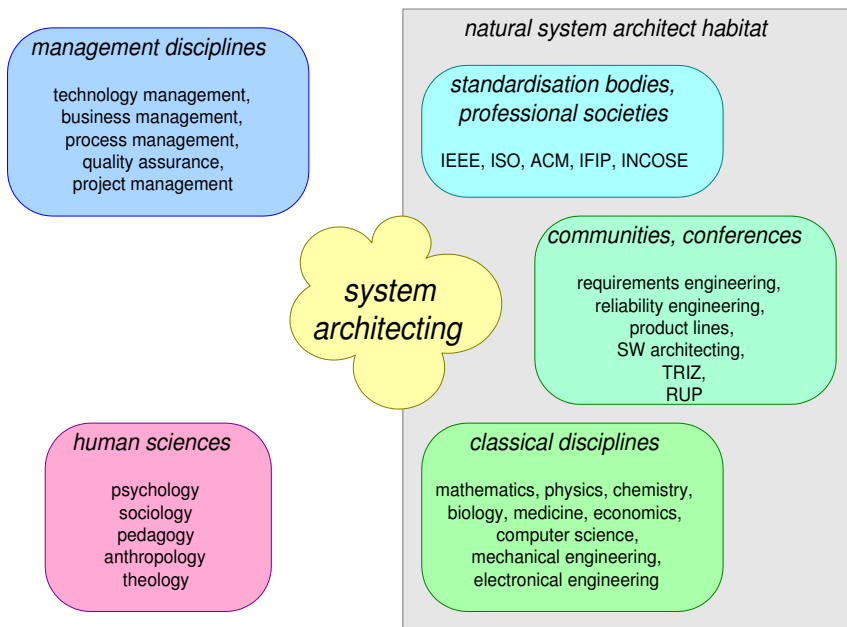 management disciplines
technology management,
business management,
process management,
quality assurance,
project management
natural system architect habitat
standardisation bodies,
professional societies
IEEE, ISO, ACM, IFIP, INCOSE
communities, conferences
requirements engineering,
reliability engineering,
product lines,
SW architecting,
TRIZ,
RUP
system
architecting
human sciences
psychology
sociology
pedagogy
anthropology
theology
classical disciplines
mathematics, physics, chemistry,
biology, medicine, economics,
computer science,
mechanical engineering,
electronical engineering